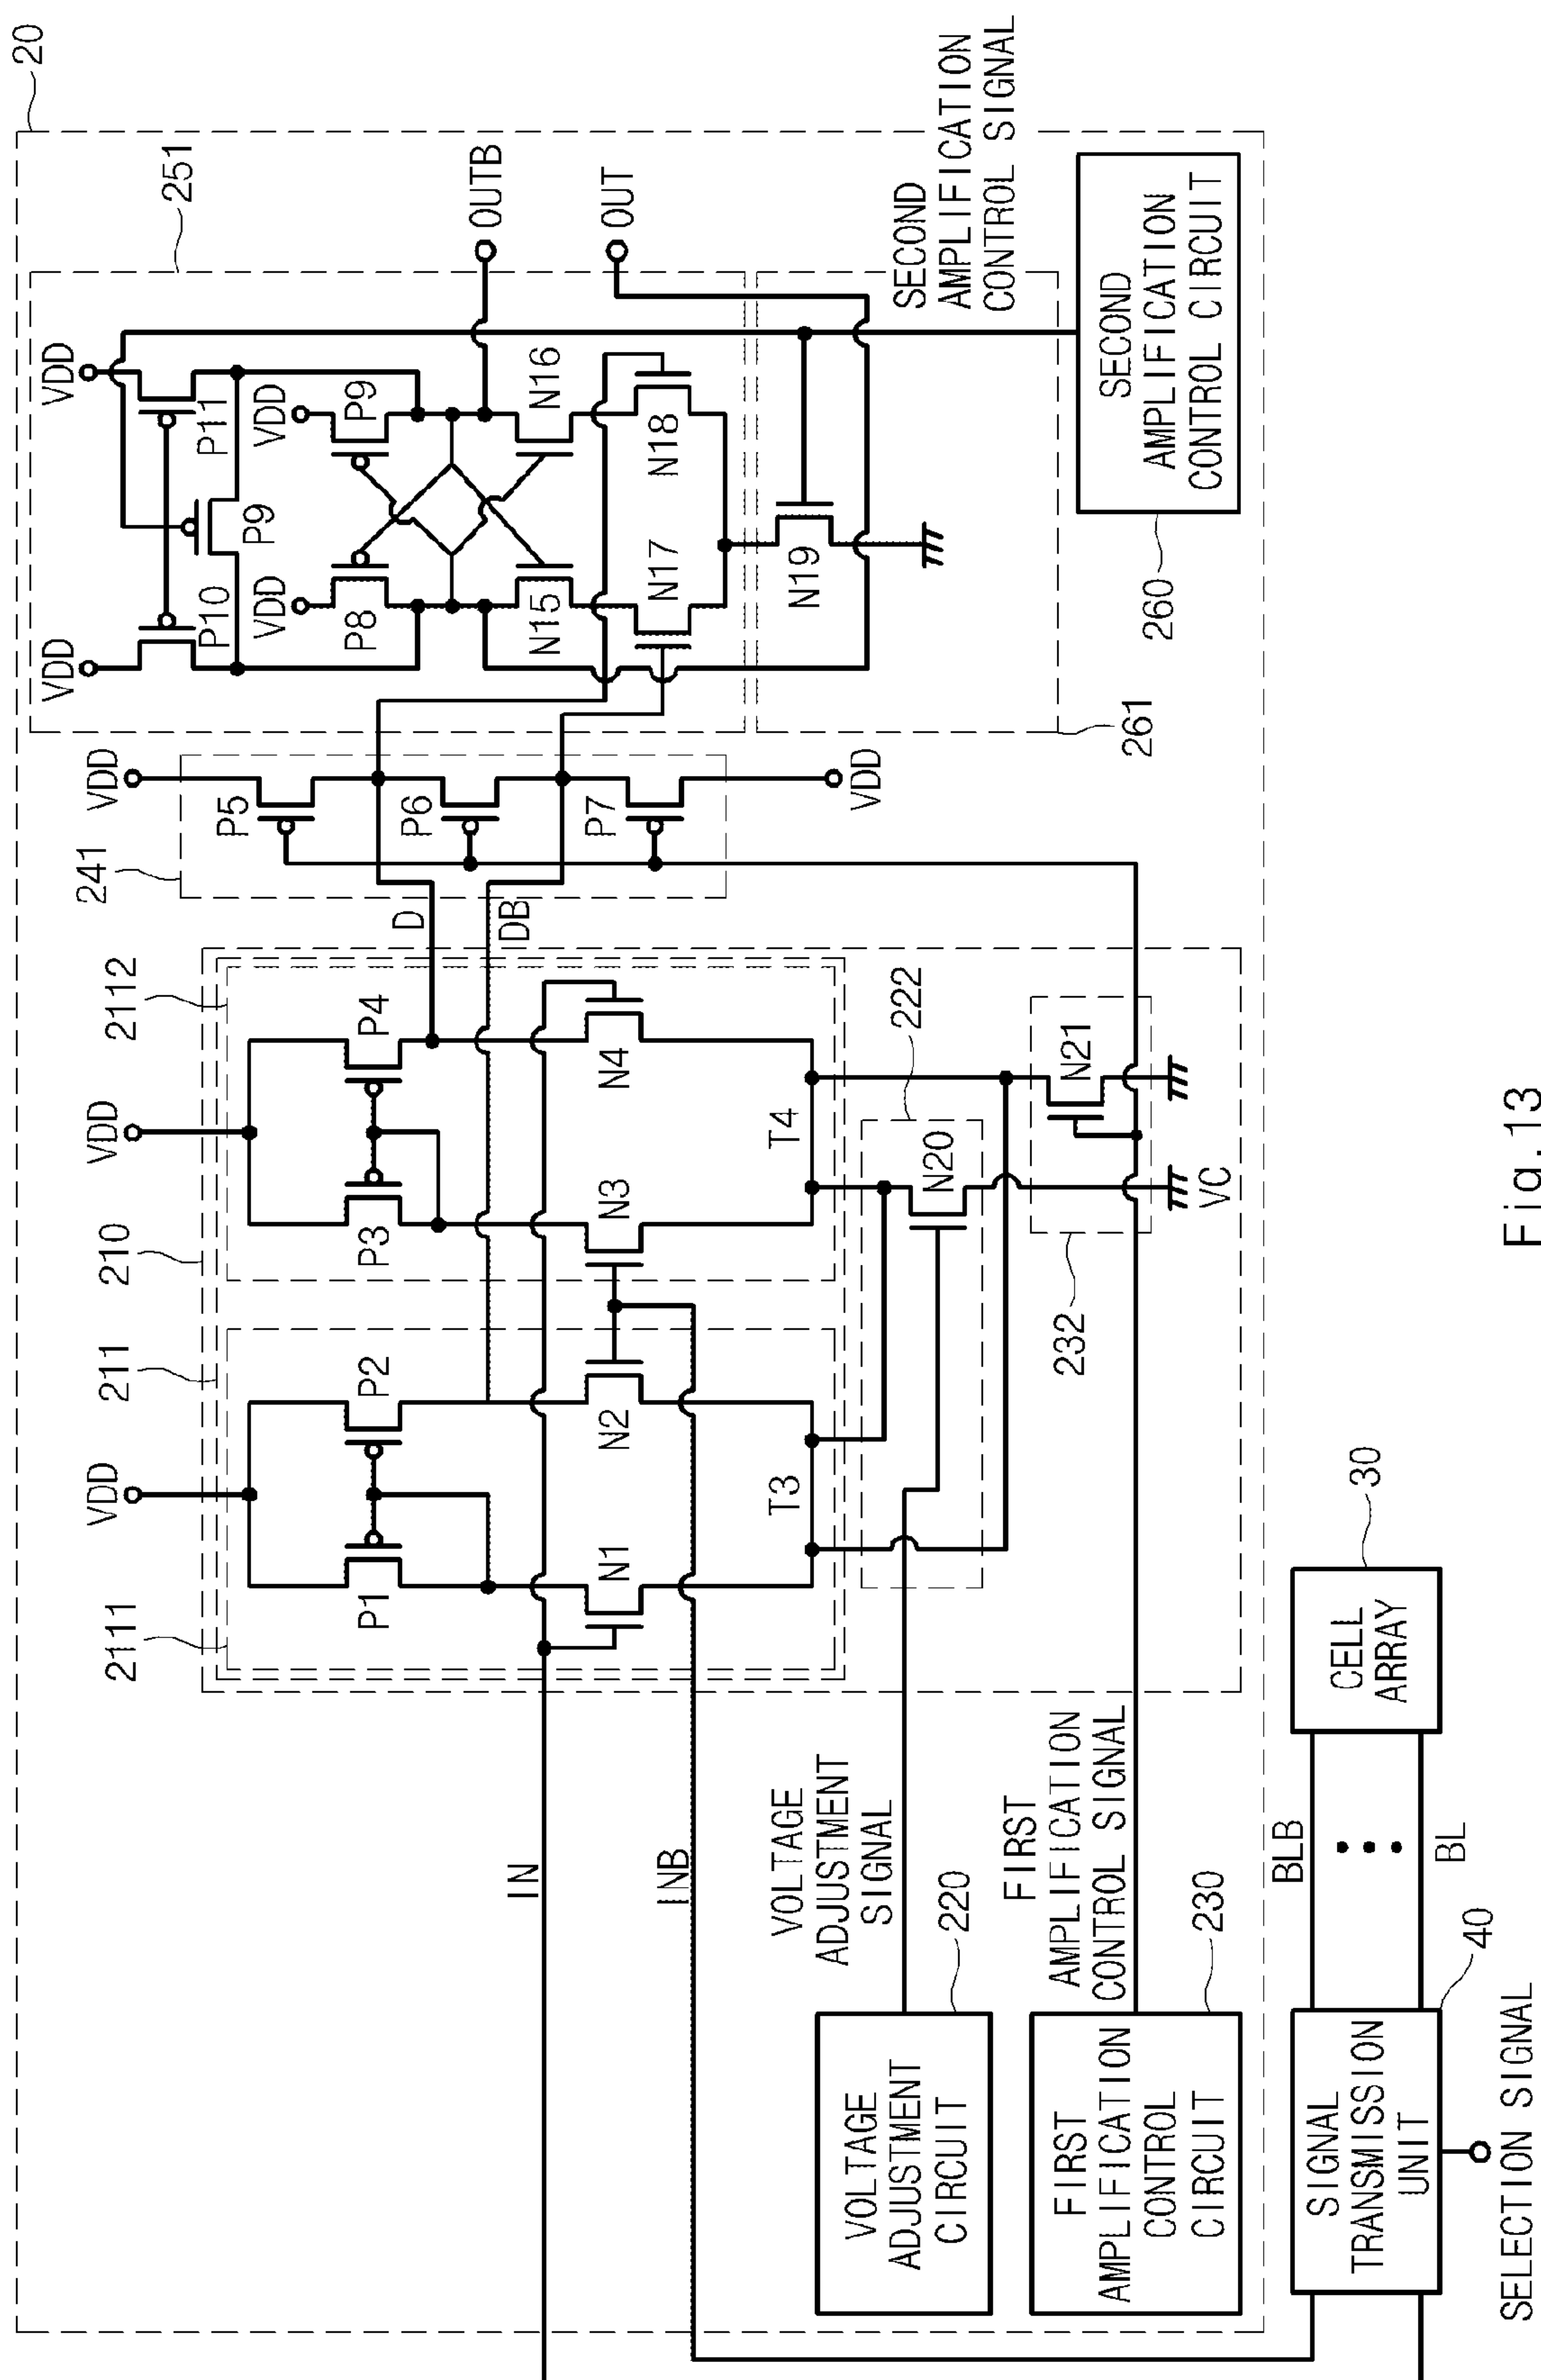 20
251
VDD
VDD
P10
P11
P9
VDD
VDD
P8
P9
OUTB
OUT
N15
N16
N17
N18
N19
SECOND
AMPLIFICATION
CONTROL SIGNAL
SECOND
AMPLIFICATION
CONTROL CIRCUIT
260
261
VDD
241
P5
P6
P7
VDD
D
DB
2112
210
VDD
P3
P4
N3
N4
T4
211
2111
VDD
P1
P2
N1
N2
T3
222
N20
N21
232
VC
IN
INB
VOLTAGE
ADJUSTMENT
SIGNAL
FIRST
AMPLIFICATION
CONTROL SIGNAL
VOLTAGE
ADJUSTMENT
CIRCUIT
220
FIRST
AMPLIFICATION
CONTROL
CIRCUIT
230
30
CELL
ARRAY
BLB
BL
40
SIGNAL
TRANSMISSION
UNIT
SELECTION SIGNAL
Fig.13